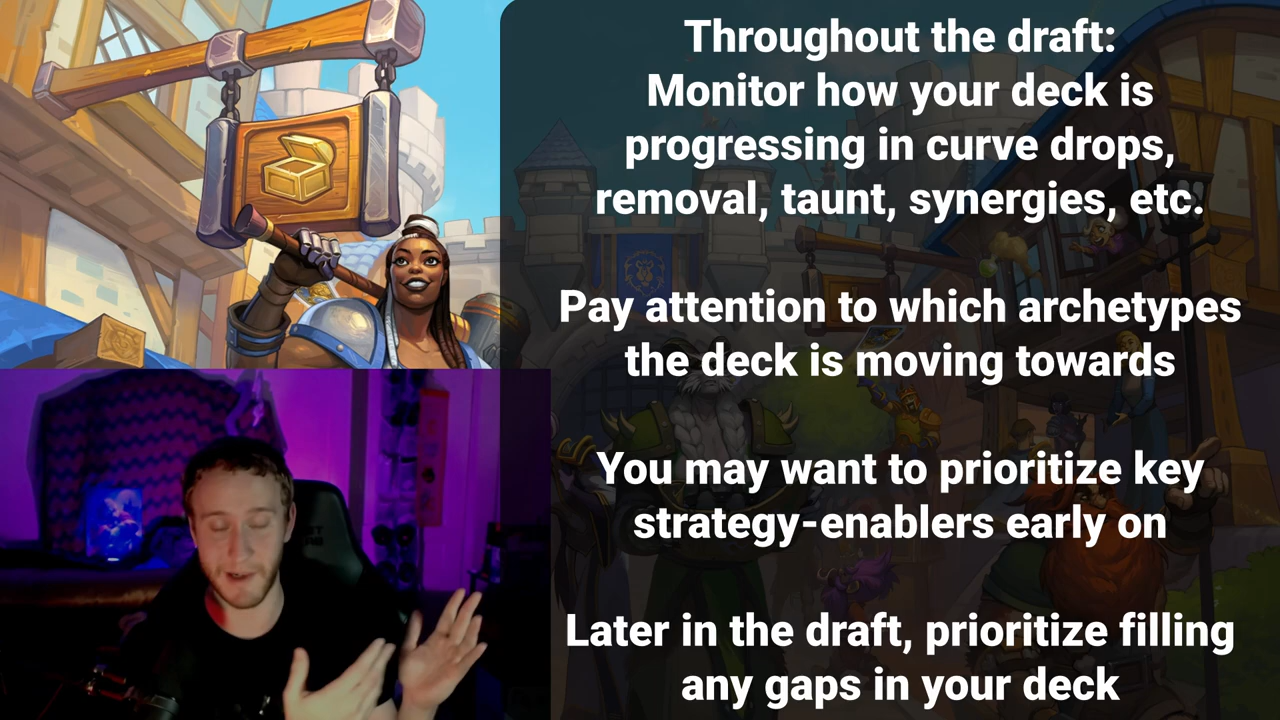 Throughout the draft:
Monitor how your deck is
progressing in curve drops,
removal, taunt, synergies, etc.
Pay attention to which archetypes
the deck is moving towards
You may want to prioritize key
strategy-enablers early on
Later in the draft, prioritize filling
any gaps in your deck